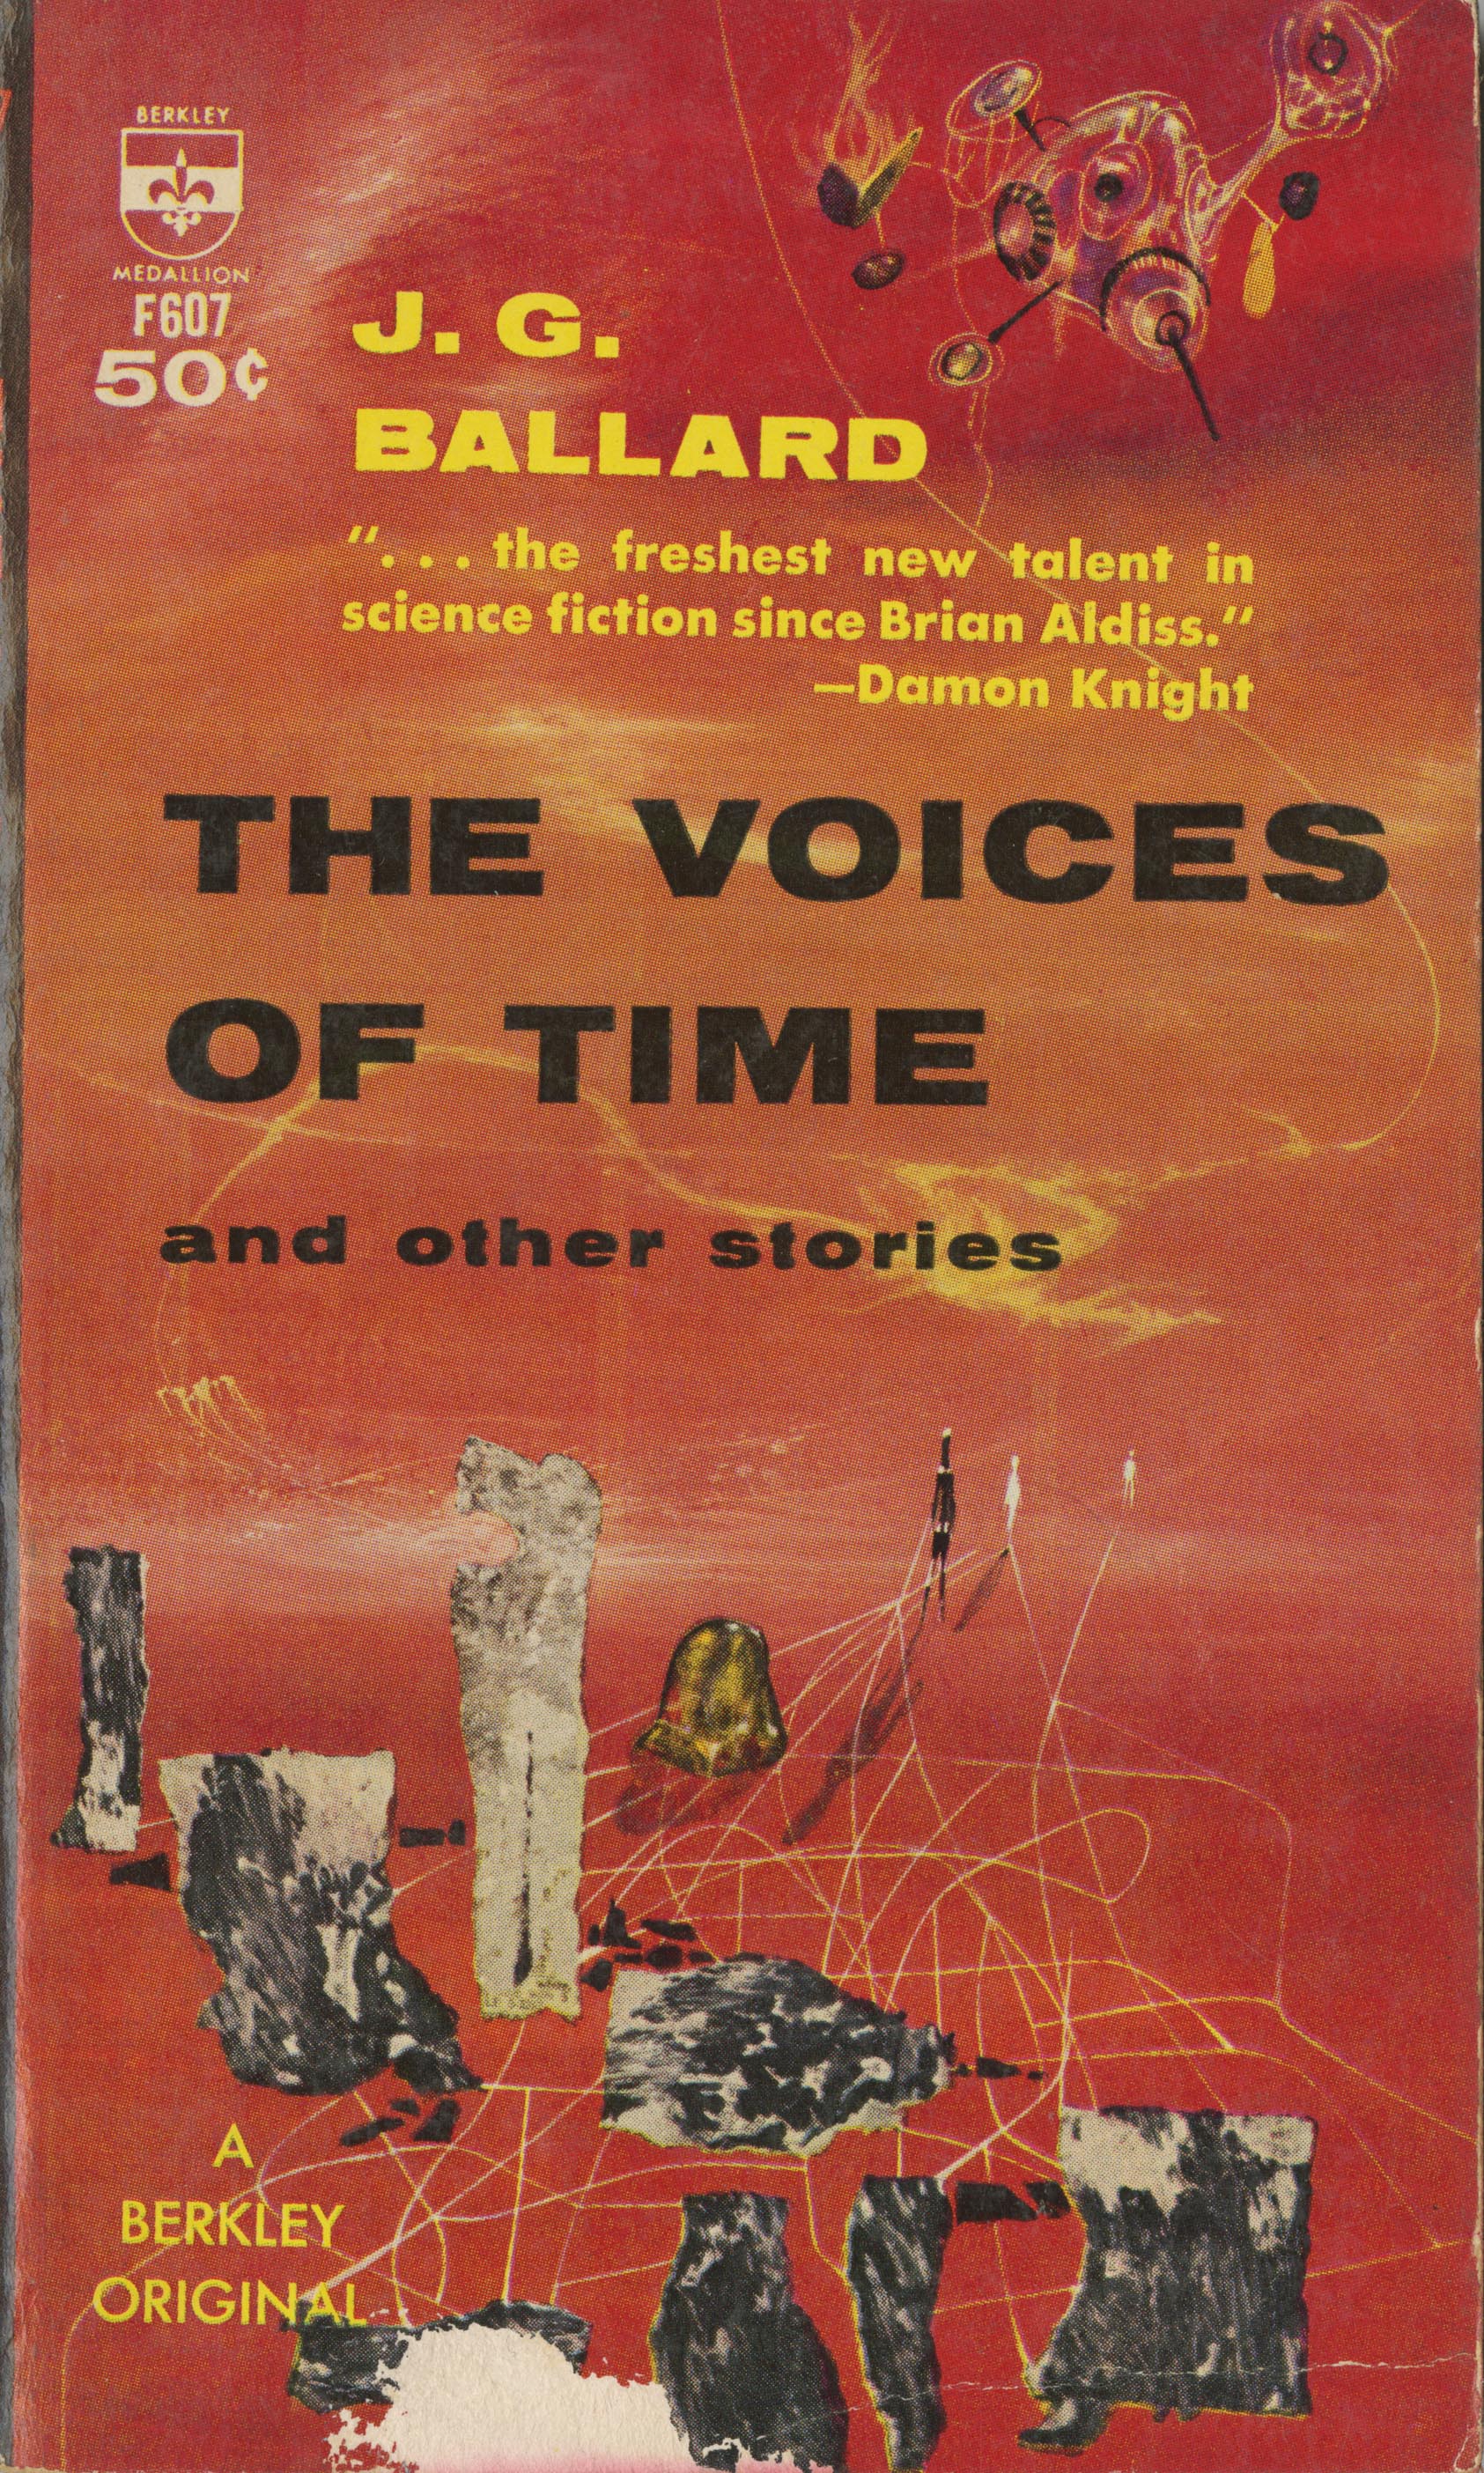 BERKLEY
MEDALLION
F607
50¢
J. G.
BALLARD
“. . . the freshest new talent in
science fiction since Brian Aldiss.”
—Damon Knight
THE VOICES
OF TIME
and other stories
A
BERKLEY
ORIGINAL